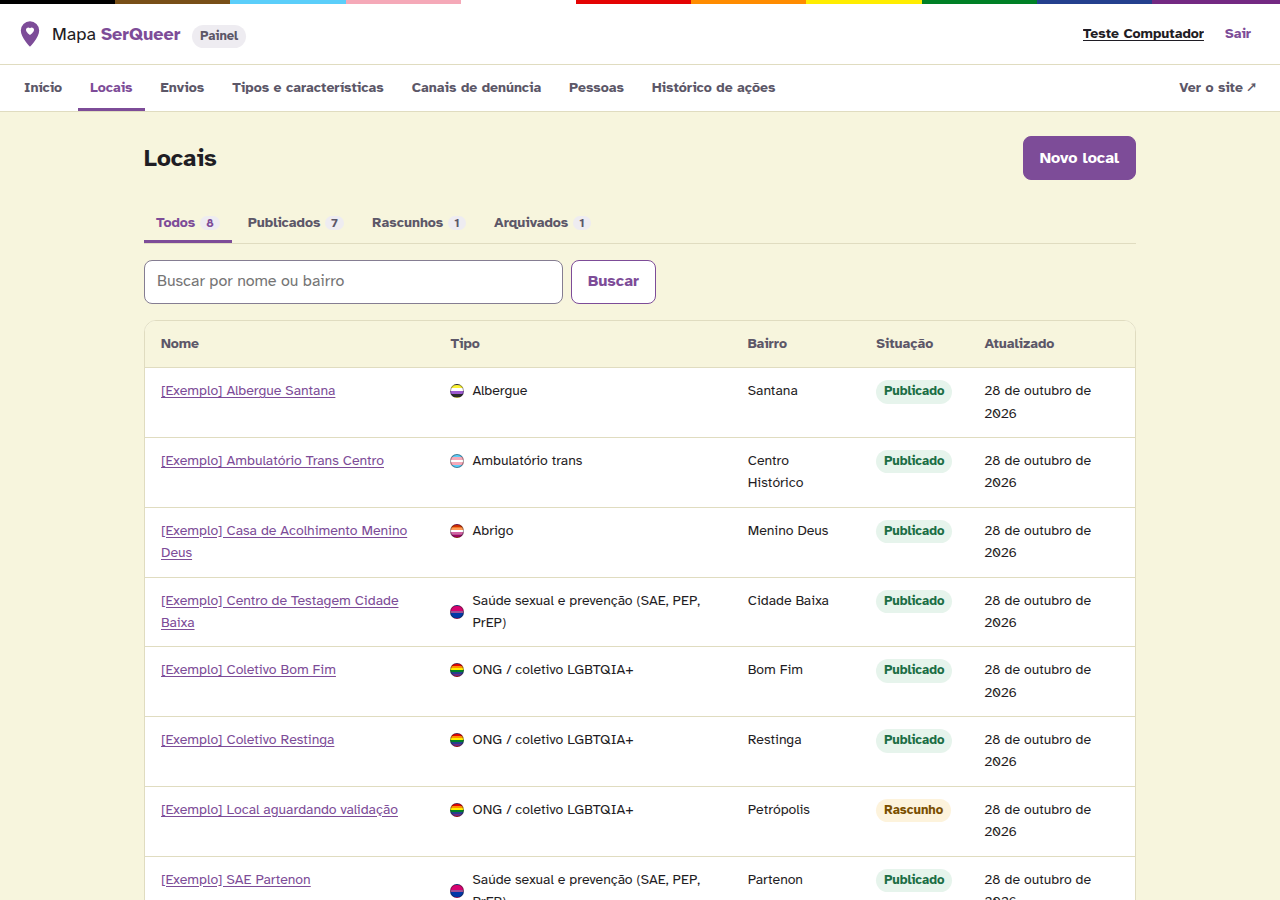 Mapa SerQueer Painel Teste Computador Sair
Início Locais Envios Tipos e características Canais de denúncia Pessoas Histórico de ações Ver o site ↗
Locais Novo local
Todos 8 Publicados 7 Rascunhos 1 Arquivados 1
Buscar por nome ou bairro Buscar
Nome Tipo Bairro Situação Atualizado
[Exemplo] Albergue Santana Albergue Santana Publicado 28 de outubro de
2026
[Exemplo] Ambulatório Trans Centro Ambulatório trans Centro Publicado 28 de outubro de
Histórico 2026
[Exemplo] Casa de Acolhimento Menino Abrigo Menino Deus Publicado 28 de outubro de
Deus 2026
[Exemplo] Centro de Testagem Cidade Saúde sexual e prevenção (SAE, PEP, Cidade Baixa Publicado 28 de outubro de
Baixa PrEP) 2026
[Exemplo] Coletivo Bom Fim ONG / coletivo LGBTQIA+ Bom Fim Publicado 28 de outubro de
2026
[Exemplo] Coletivo Restinga ONG / coletivo LGBTQIA+ Restinga Publicado 28 de outubro de
2026
[Exemplo] Local aguardando validação ONG / coletivo LGBTQIA+ Petrópolis Rascunho 28 de outubro de
2026
[Exemplo] SAE Partenon Saúde sexual e prevenção (SAE, PEP, Partenon Publicado 28 de outubro de
PrEP) 2026